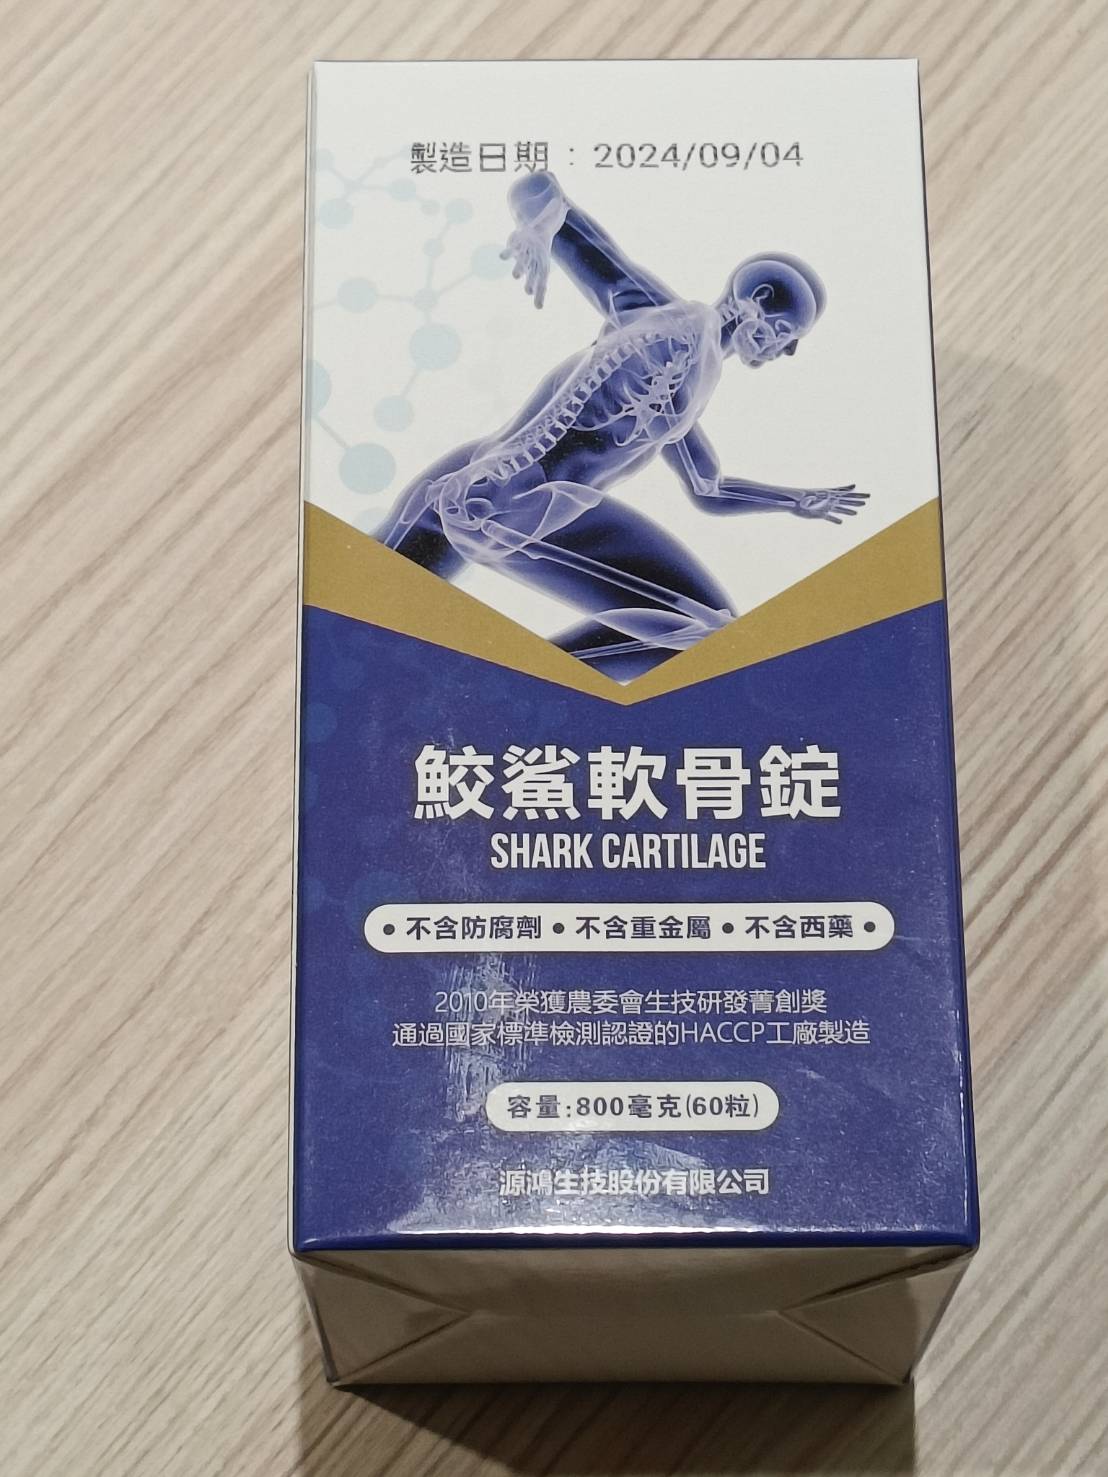 製造日期：2024/09/04
鮫鯊軟骨錠
SHARK CARTILAGE
• 不含防腐劑 • 不含重金屬 • 不含西藥 •
2010年榮獲農委會生技研發菁創獎
通過國家標準檢測認證的HACCP工廠製造
容量:800毫克(60粒)
源鴻生技股份有限公司